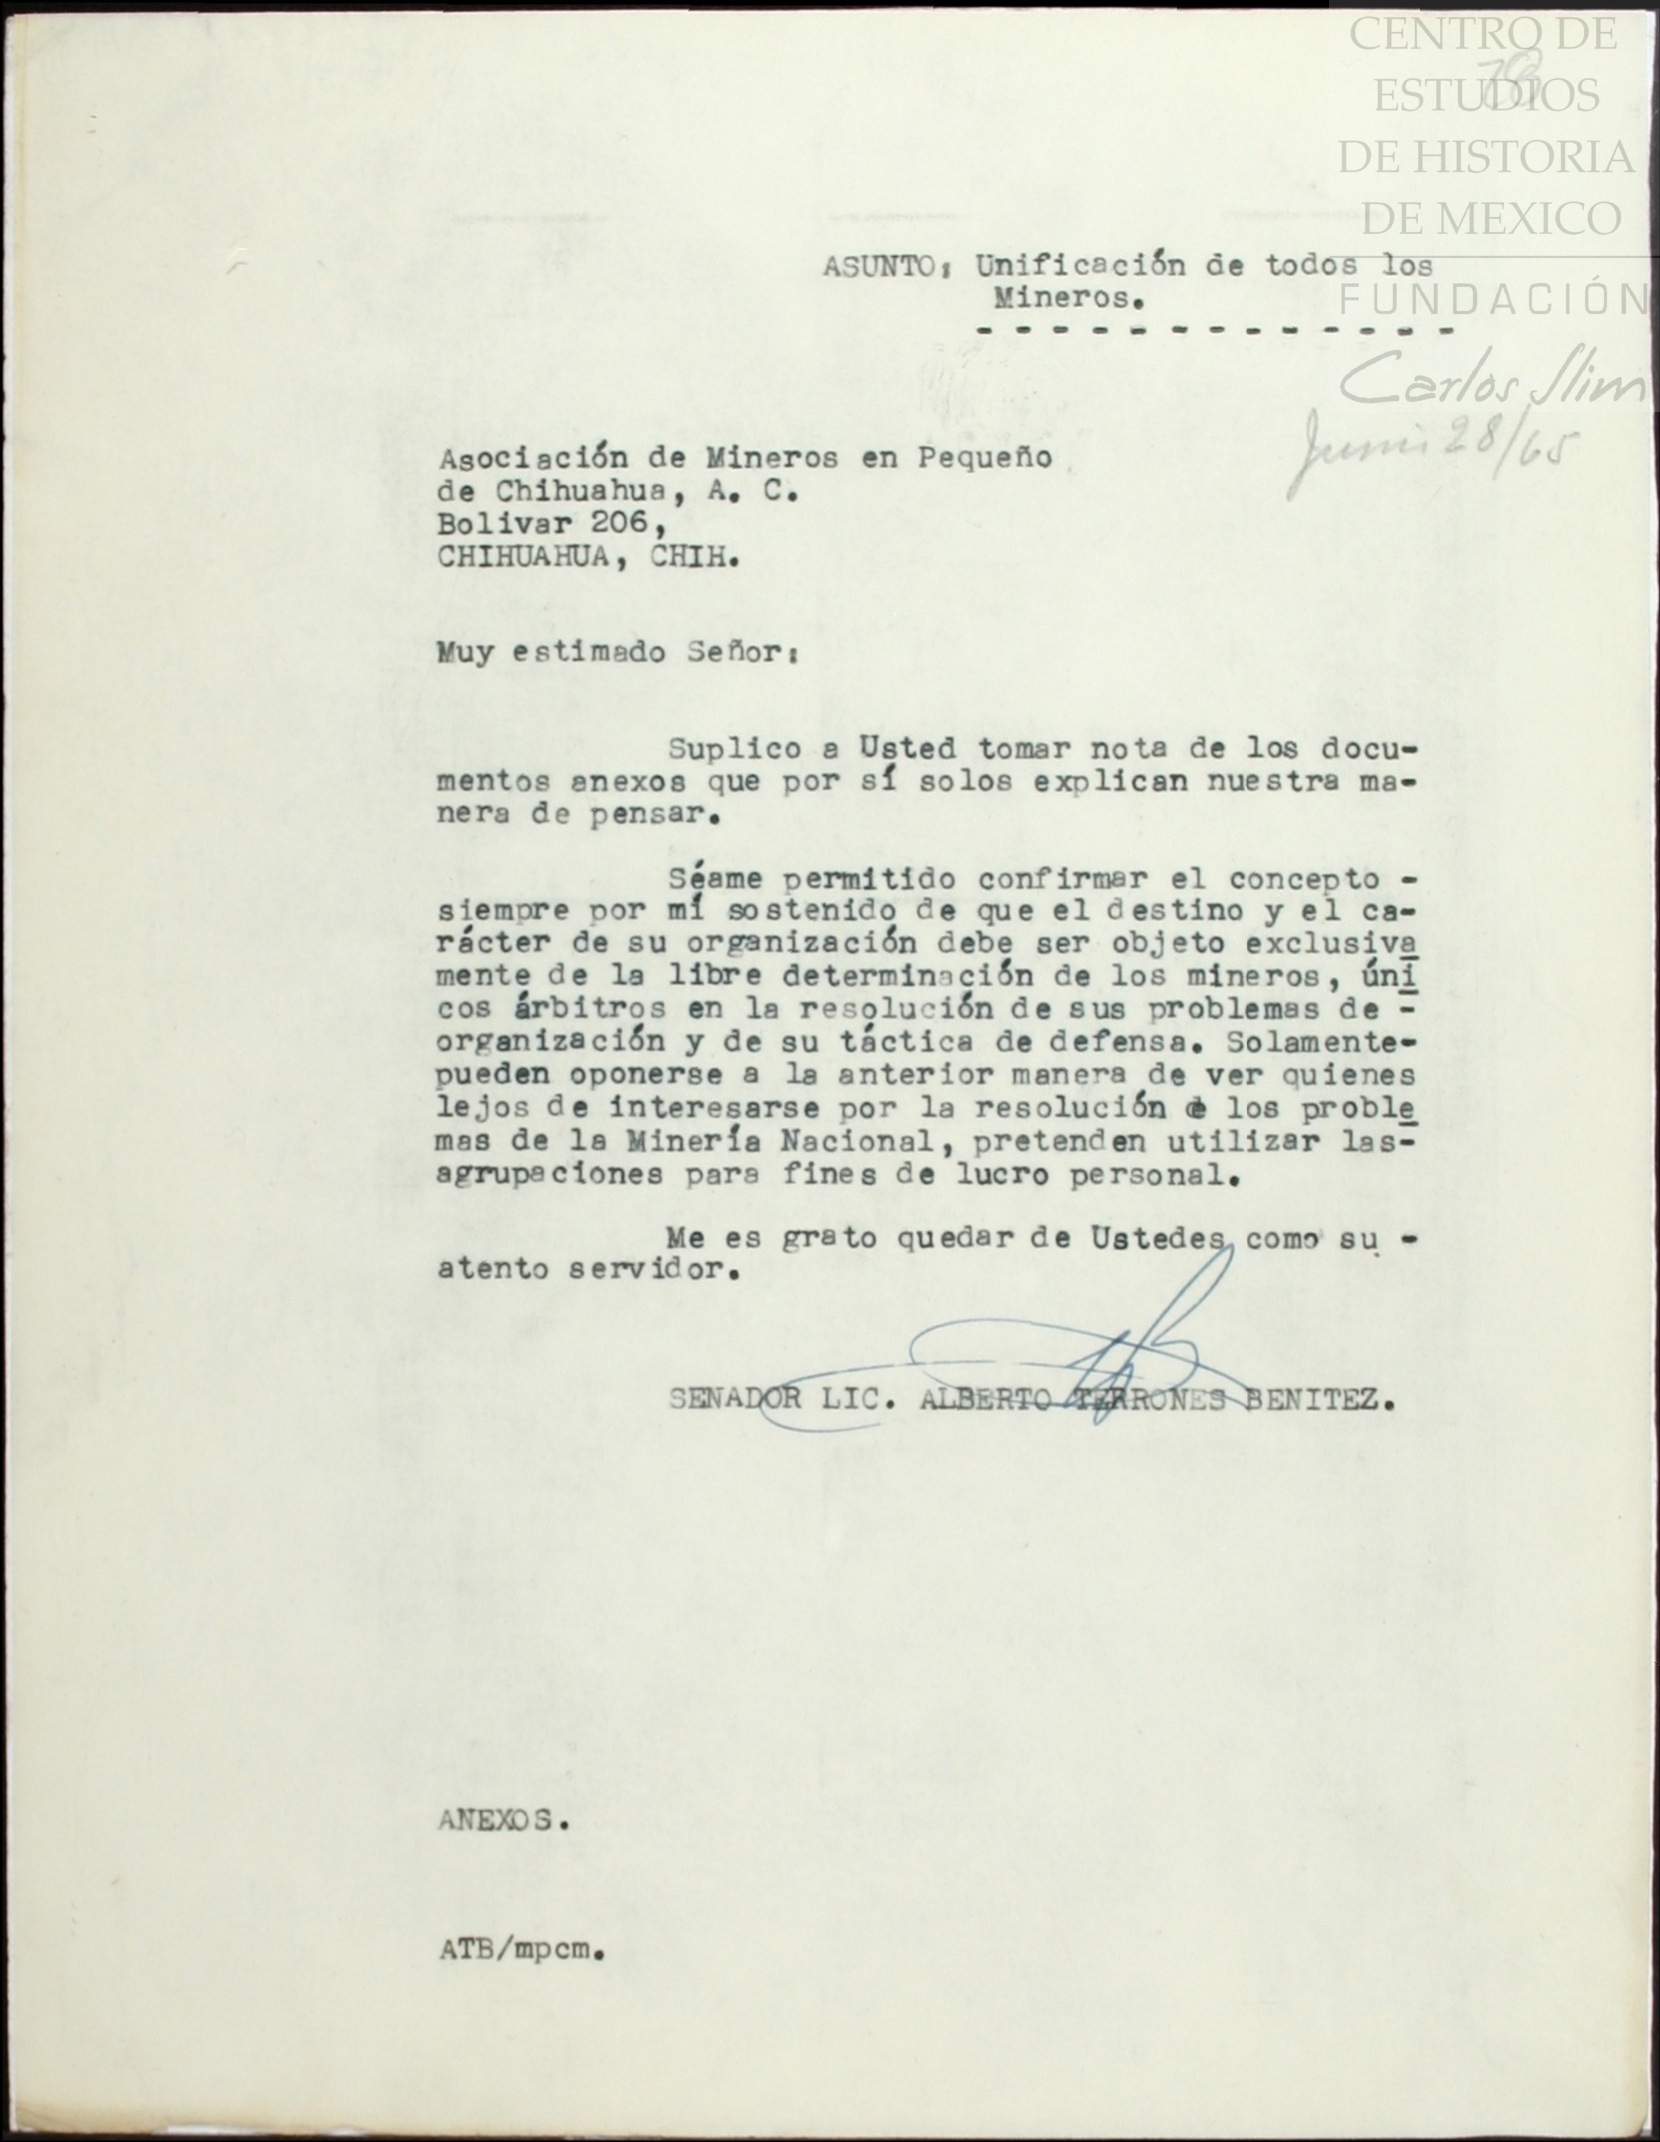 CENTRO DE
ESTUDIOS
DE HISTORIA
DE MEXICO
FUNDACIÓN
Carlos Slim
ASUNTO: Unificación de todos los
Mineros.
- - - - - - - - - - - - -
28/65
Asociación de Mineros en Pequeño
de Chihuahua, A. C.
Bolivar 206,
CHIHUAHUA, CHIH.
Muy estimado Señor:
Suplico a Usted tomar nota de los docu-
mentos anexos que por sí solos explican nuestra ma-
nera de pensar.
Séame permitido confirmar el concepto -
siempre por mí sostenido de que el destino y el ca-
rácter de su organización debe ser objeto exclusiva
mente de la libre determinación de los mineros, úni
cos árbitros en la resolución de sus problemas de -
organización y de su táctica de defensa. Solamente-
pueden oponerse a la anterior manera de ver quienes
lejos de interesarse por la resolución de los proble
mas de la Minería Nacional, pretenden utilizar las-
agrupaciones para fines de lucro personal.
Me es grato quedar de Ustedes como su -
atento servidor.
SENADOR LIC. ALBERTO TERRONES BENITEZ.
ANEXOS.
ATB/mpcm.